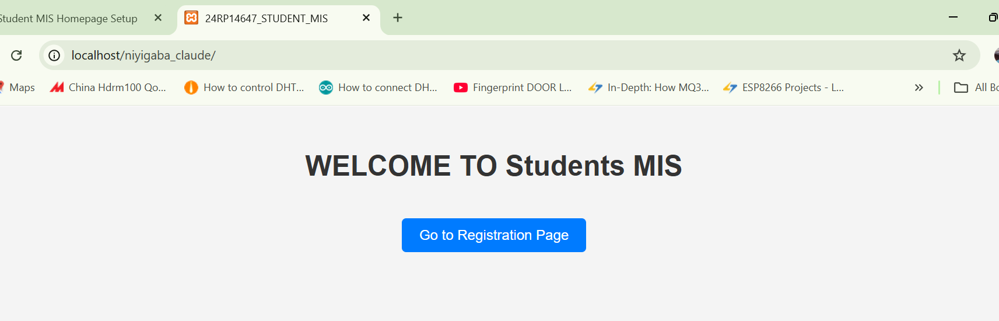 Student MIS Homepage Setup
24RP14647_STUDENT_MIS
localhost/niyigaba_claude/
Maps
China Hdrm100 Qo...
How to control DHT...
How to connect DH...
Fingerprint DOOR L...
In-Depth: How MQ3...
ESP8266 Projects - L...
All Bo
WELCOME TO Students MIS
Go to Registration Page